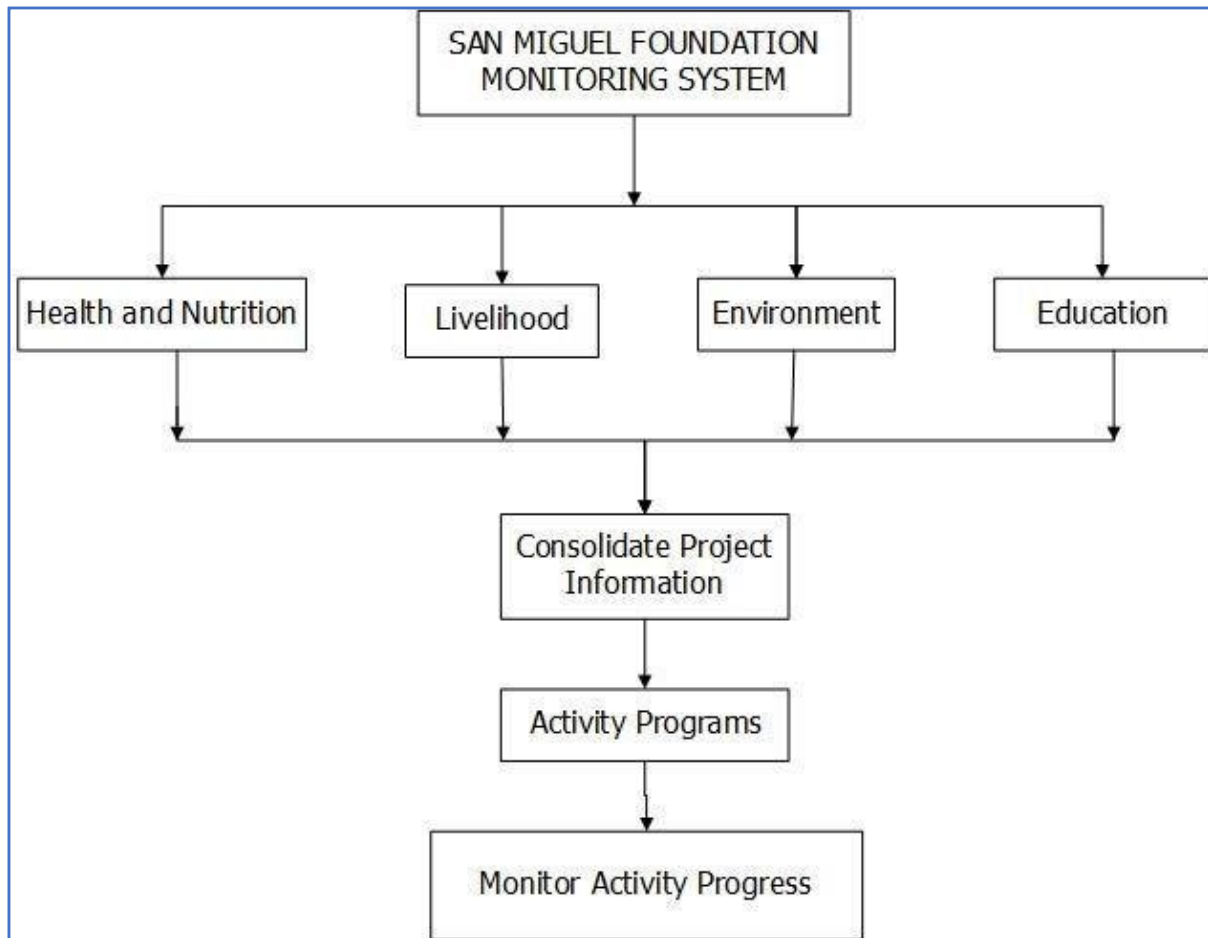 SAN MIGUEL FOUNDATION
MONITORING SYSTEM
Health and Nutrition
Livelihood
Environment
Education
Consolidate Project
Information
Activity Programs
Monitor Activity Progress